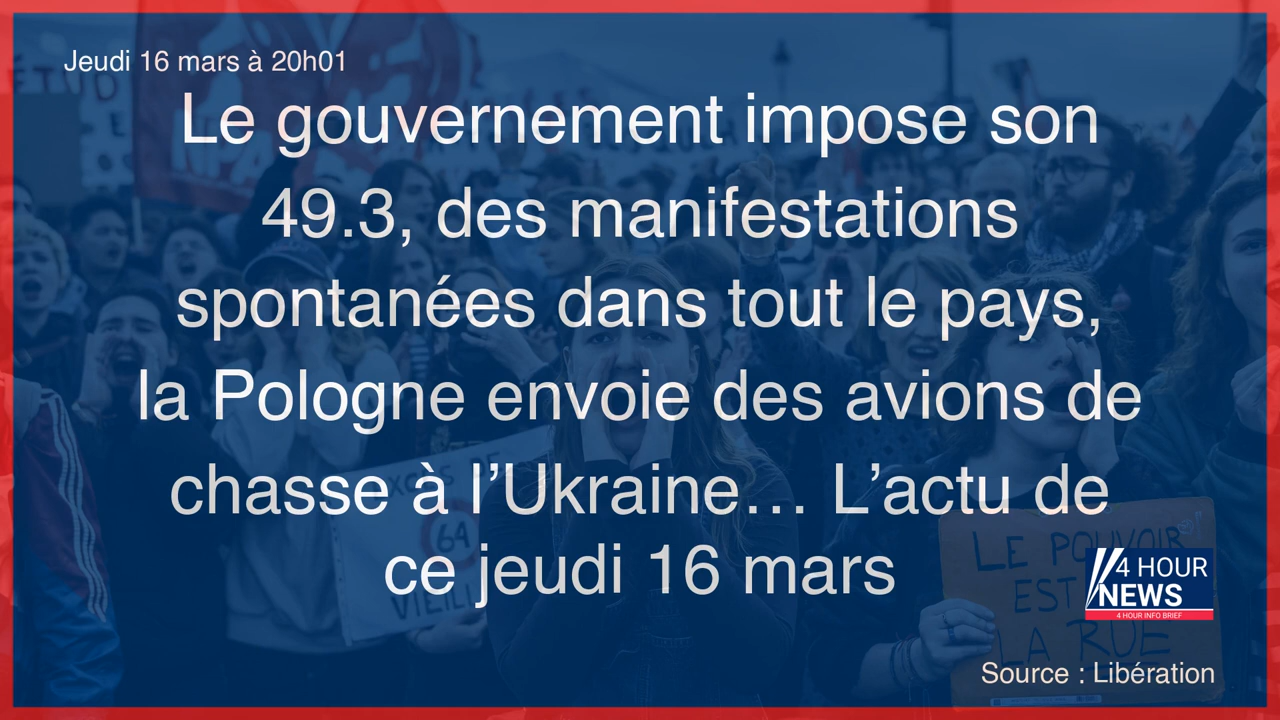 Jeudi 16 mars à 20h01
Le gouvernement impose son
49.3, des manifestations
spontanées dans tout le pays,
la Pologne envoie des avions de
chasse à l’Ukraine… L’actu de
ce jeudi 16 mars
64
LE POUVOIR
EST
LA RUE
4 HOUR
NEWS
4 HOUR INFO BRIEF
Source : Libération